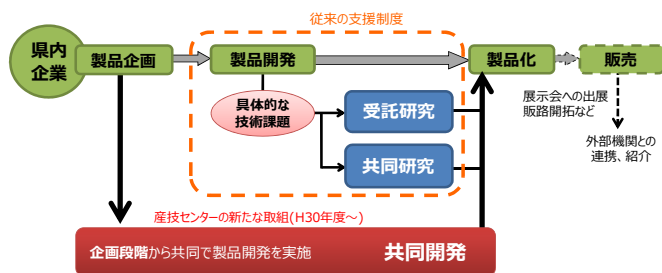 従来の支援制度
県内
企業
製品企画
製品開発
製品化
販売
具体的な
技術課題
受託研究
共同研究
展示会への出展
販路開拓など
外部機関との
連携、紹介
産技センターの新たな取組(H30年度～)
企画段階から共同で製品開発を実施
共同開発